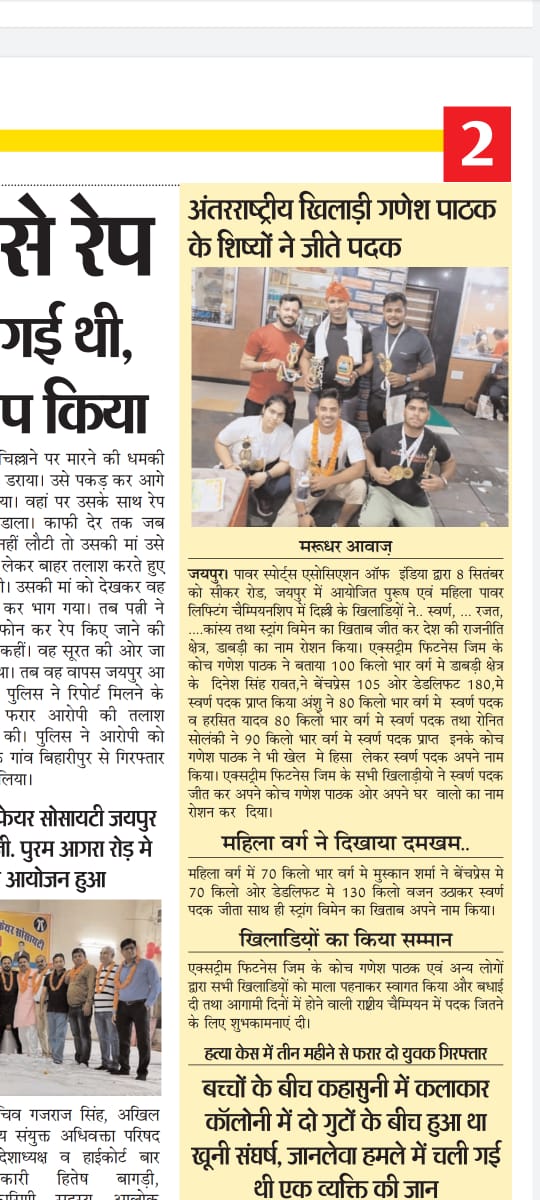 2
से रेप
गई थी,
प किया
चिल्लाने पर मारने की धमकी
डराया। उसे पकड़ कर आगे
या। वहां पर उसके साथ रेप
डाला। काफी देर तक जब
नहीं लौटी तो उसकी मां उसे
लेकर बाहर तलाश करते हुए
ी। उसकी मां को देखकर वह
कर भाग गया। तब पत्नी ने
फोन कर रेप किए जाने की
कहीं। वह सूरत की ओर जा
था। तब वह वापस जयपुर आ
पुलिस ने रिपोर्ट मिलने के
फरार आरोपी की तलाश
की। पुलिस ने आरोपी को
के गांव बिहारीपुर से गिरफ्तार
लिया।
फेयर सोसायटी जयपुर
नी. पुरम आगरा रोड़ मे
आयोजन हुआ
फेयर सोसायटी
चिव गजराज सिंह, अखिल
य संयुक्त अधिवक्ता परिषद
देशाध्यक्ष व हाईकोर्ट बार
कारी हितेष बागड़ी,
अंतरराष्ट्रीय खिलाड़ी गणेश पाठक
के शिष्यों ने जीते पदक
मरूधर आवाज़
जयपुर। पावर स्पोर्ट्स एसोसिएशन ऑफ इंडिया द्वारा 8 सितंबर
को सीकर रोड, जयपुर में आयोजित पुरूष एवं महिला पावर
लिफ्टिंग चैम्पियनशिप में दिल्ली के खिलाडिय़ों ने.. स्वर्ण, ... रजत,
....कांस्य तथा स्ट्रांग विमेन का खिताब जीत कर देश की राजनीति
क्षेत्र, डाबड़ी का नाम रोशन किया। एक्सट्रीम फिटनेस जिम के
कोच गणेश पाठक ने बताया 100 किलो भार वर्ग मे डाबड़ी क्षेत्र
के दिनेश सिंह रावत,ने बेंचप्रेस 105 ओर डेडलिफट 180,मे
स्वर्ण पदक प्राप्त किया अंशु ने 80 किलो भार वर्ग मे स्वर्ण पदक
व हरसित यादव 80 किलो भार वर्ग मे स्वर्ण पदक तथा रोनित
सोलंकी ने 90 किलो भार वर्ग मे स्वर्ण पदक प्राप्त इनके कोच
गणेश पाठक ने भी खेल मे हिसा लेकर स्वर्ण पदक अपने नाम
किया। एक्सट्रीम फिटनेस जिम के सभी खिलाड़ीयो ने स्वर्ण पदक
जीत कर अपने कोच गणेश पाठक ओर अपने घर वालो का नाम
रोशन कर दिया।
महिला वर्ग ने दिखाया दमखम..
महिला वर्ग में 70 किलो भार वर्ग मे मुस्कान शर्मा ने बेंचप्रेस मे
70 किलो ओर डेडलिफट मे 130 किलो वजन उठाकर स्वर्ण
पदक जीता साथ ही स्ट्रांग विमेन का खिताब अपने नाम किया।
खिलाडिय़ों का किया सम्मान
एक्सट्रीम फिटनेस जिम के कोच गणेश पाठक एवं अन्य लोगों
द्वारा सभी खिलाडिय़ों को माला पहनाकर स्वागत किया और बधाई
दी तथा आगामी दिनों में होने वाली राष्ट्रीय चैम्पियन में पदक जितने
के लिए शुभकामनाएं दी।
हत्या केस में तीन महीने से फरार दो युवक गिरफ्तार
बच्चों के बीच कहासुनी में कलाकार
कॉलोनी में दो गुटों के बीच हुआ था
खूनी संघर्ष, जानलेवा हमले में चली गई
थी एक व्यक्ति की जान